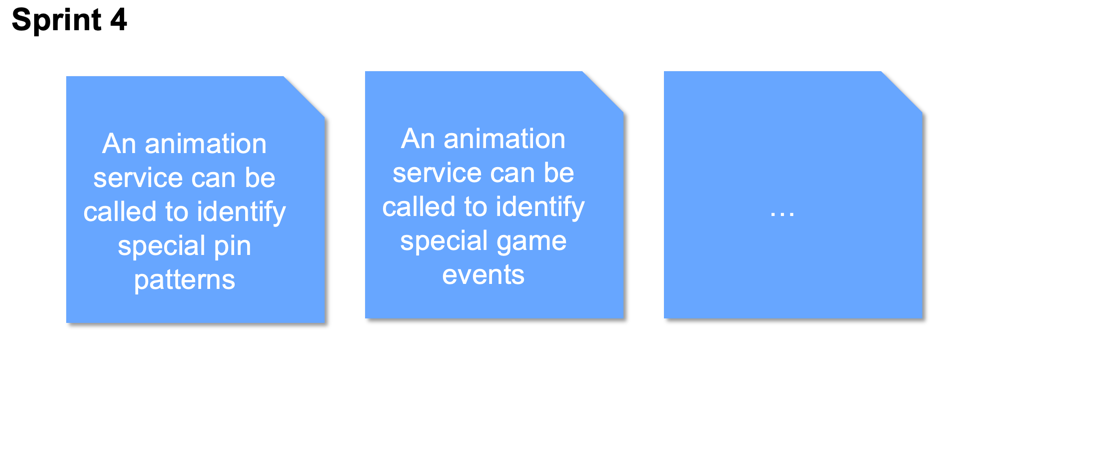 Sprint 4
An animation
service can be
called to identify
special pin
patterns
An animation
service can be
called to identify
special game
events
...